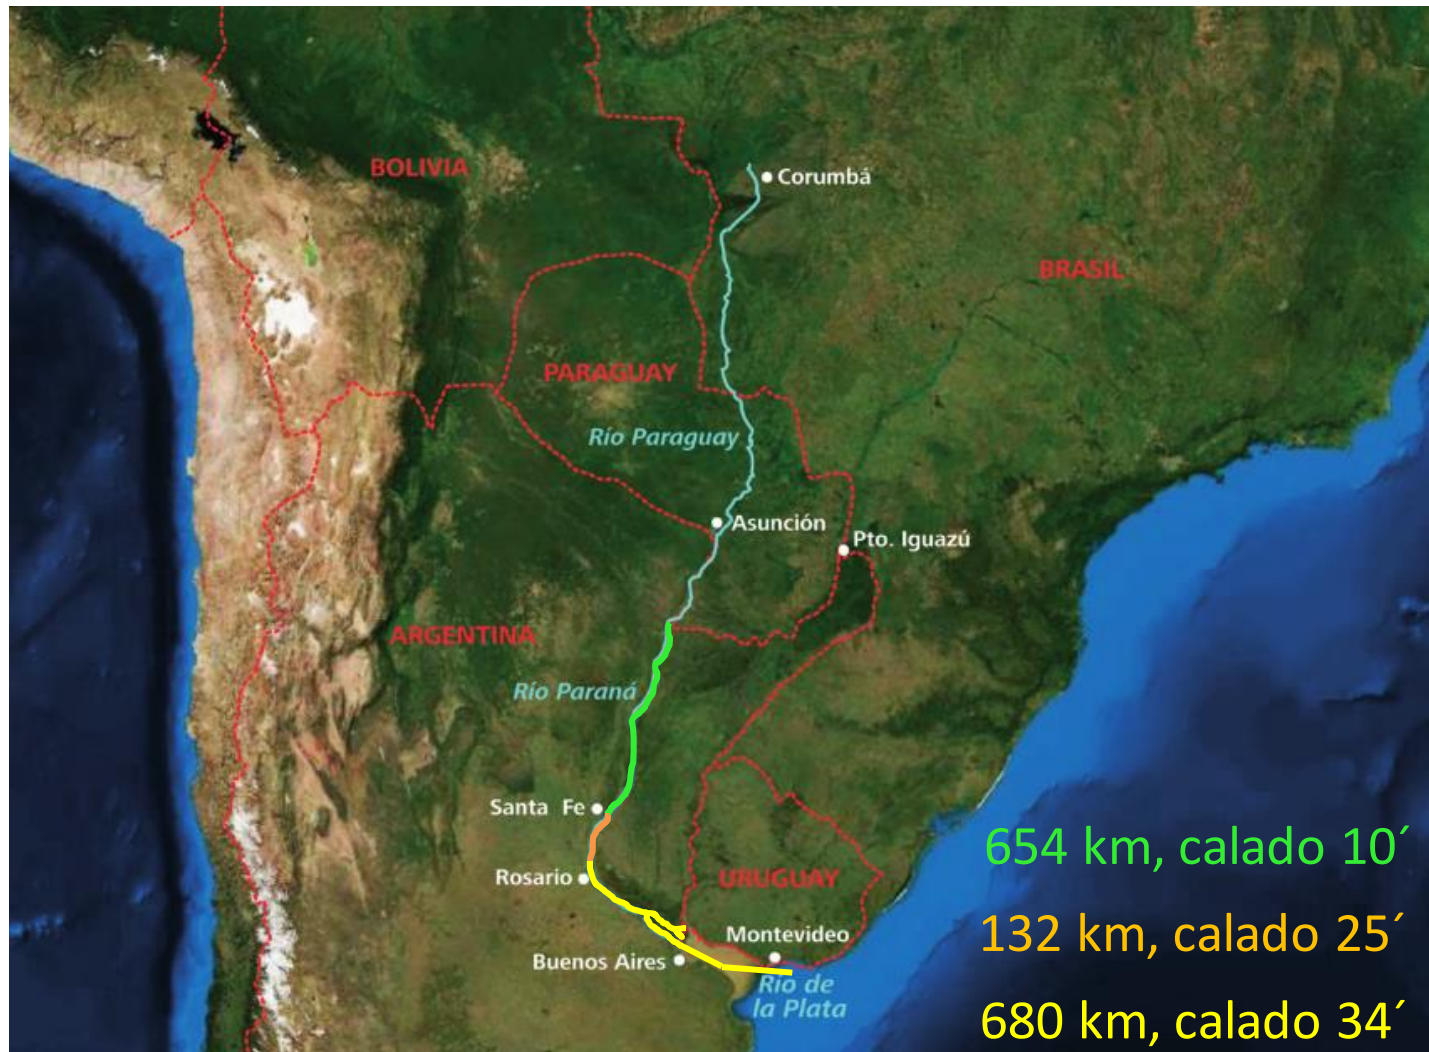 BOLIVIA
Corumbá
BRASIL
PARAGUAY
Río Paraguay
Asunción
Pto. Iguazú
ARGENTINA
Río Paraná
Santa Fe
Rosario
URUGUAY
Montevideo
Buenos Aires
Río de
la Plata
654 km, calado 10´
132 km, calado 25´
680 km, calado 34´